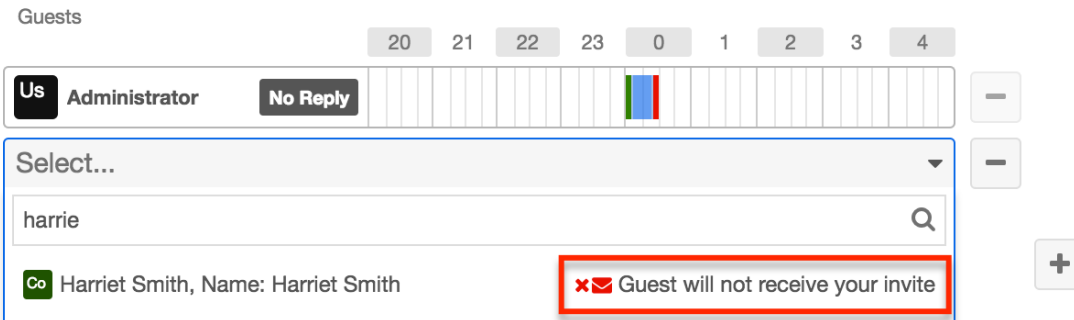 Guests
20 21 22 23 0 1 2 3 4
Us Administrator No Reply
Select...
harrie
Co Harriet Smith, Name: Harriet Smith Guest will not receive your invite